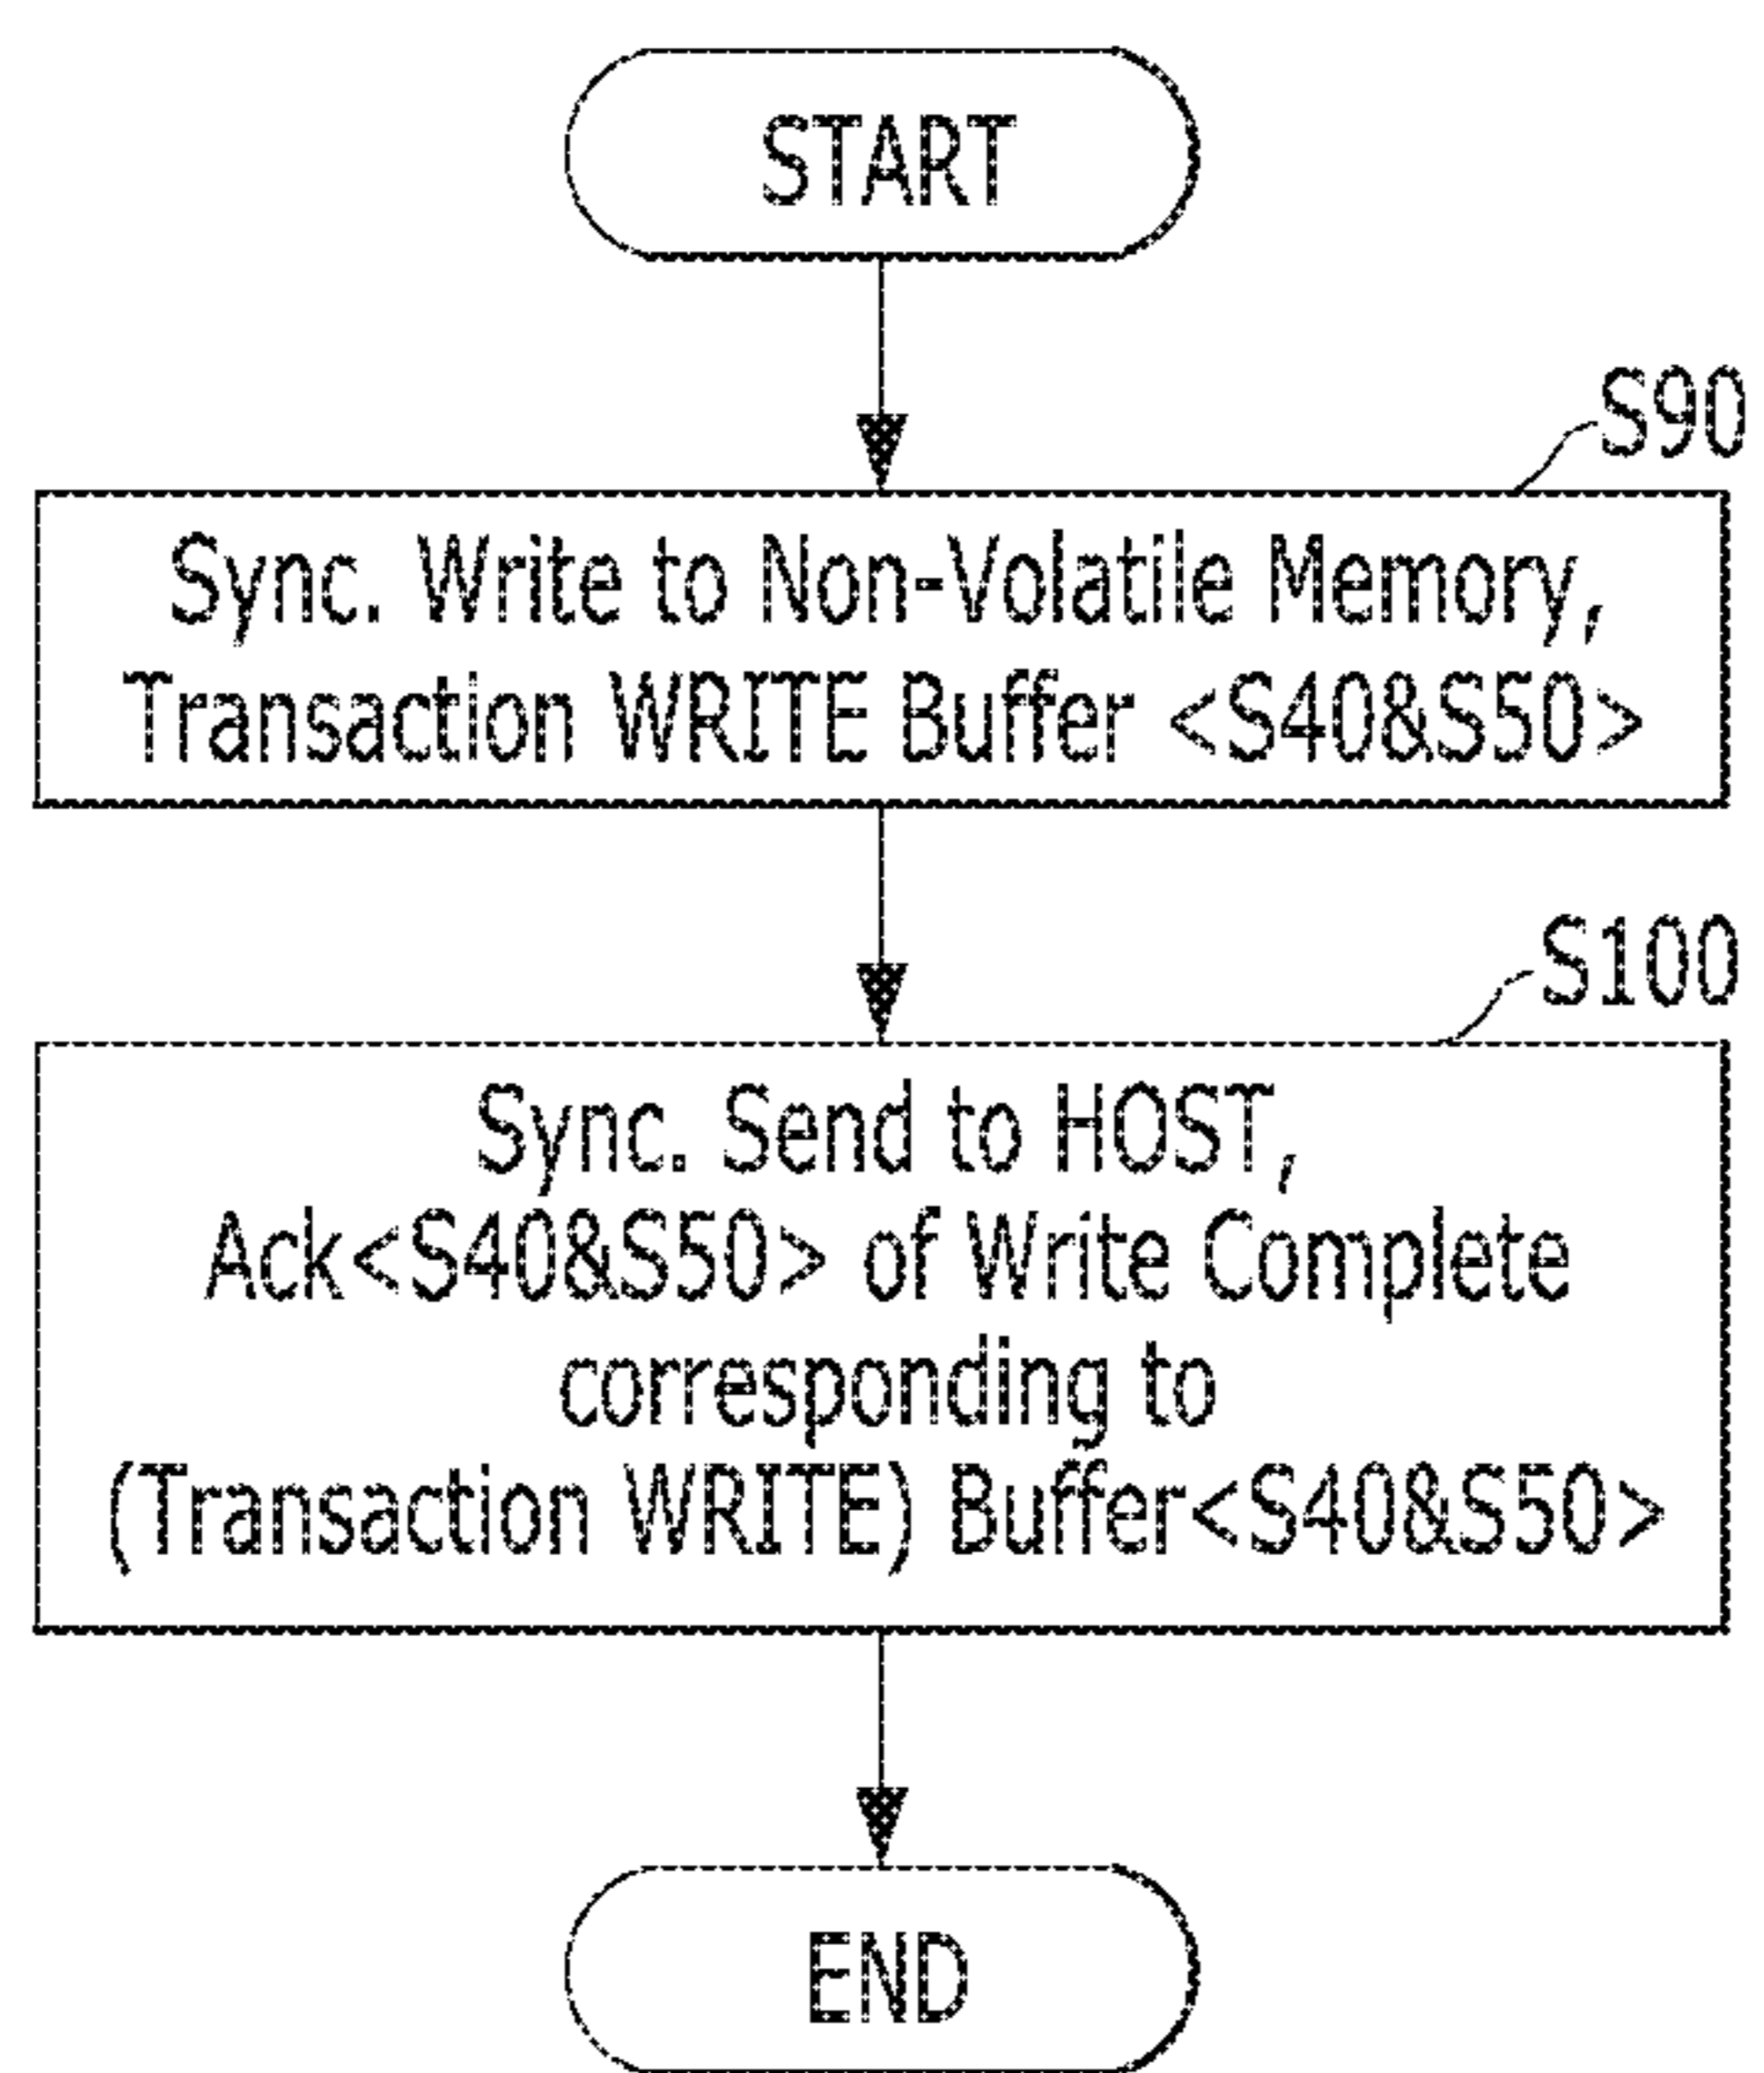 START
S90
Sync. Write to Non-Volatile Memory,
Transaction WRITE Buffer <S40&S50>
S100
Sync. Send to HOST,
Ack<S40&S50> of Write Complete
corresponding to
(Transaction WRITE) Buffer<S40&S50>
END